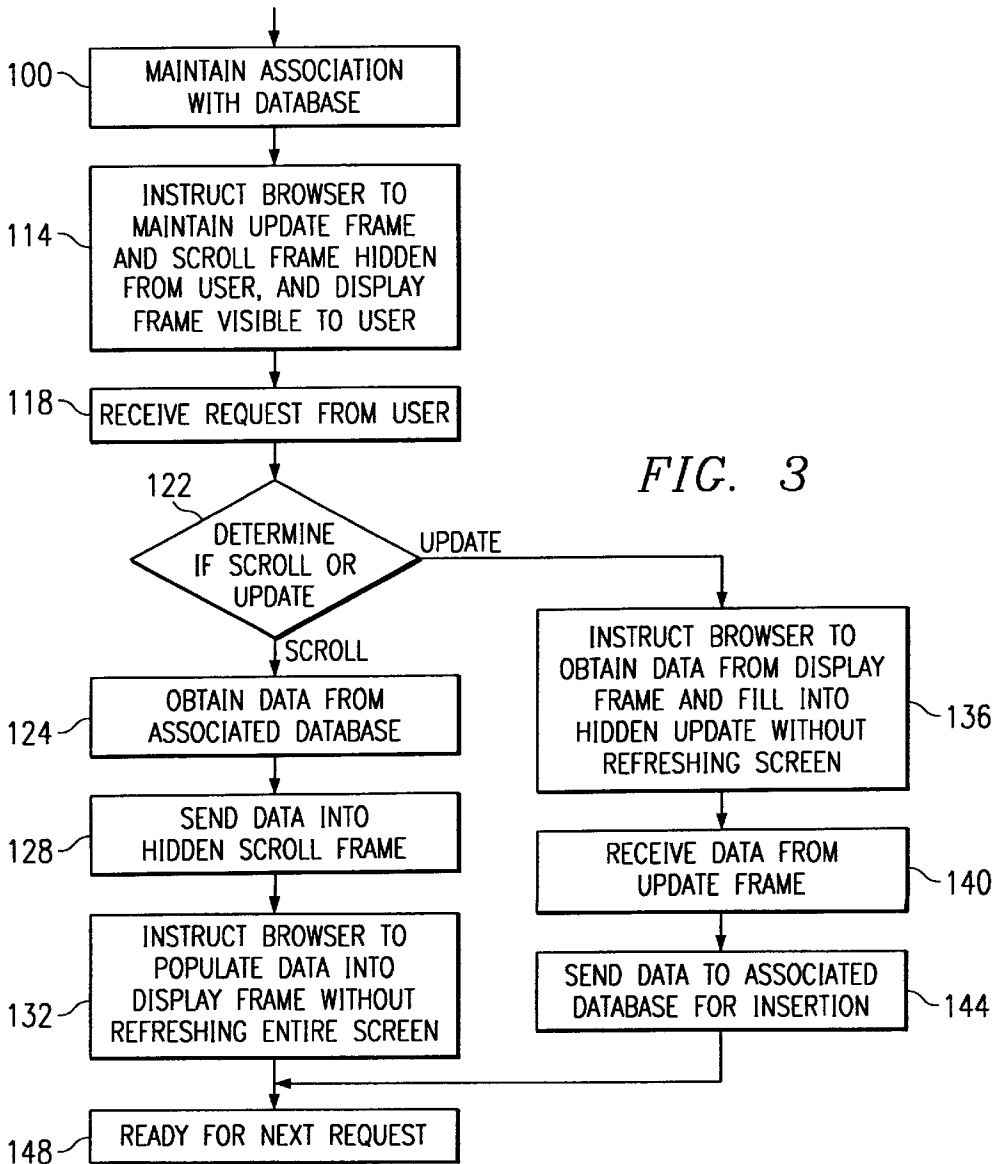 100
MAINTAIN ASSOCIATION
WITH DATABASE
114
INSTRUCT BROWSER TO
MAINTAIN UPDATE FRAME
AND SCROLL FRAME HIDDEN
FROM USER, AND DISPLAY
FRAME VISIBLE TO USER
118
RECEIVE REQUEST FROM USER
FIG. 3
122
DETERMINE
IF SCROLL OR
UPDATE
UPDATE
SCROLL
124
OBTAIN DATA FROM
ASSOCIATED DATABASE
128
SEND DATA INTO
HIDDEN SCROLL FRAME
132
INSTRUCT BROWSER TO
POPULATE DATA INTO
DISPLAY FRAME WITHOUT
REFRESHING ENTIRE SCREEN
INSTRUCT BROWSER TO
OBTAIN DATA FROM DISPLAY
FRAME AND FILL INTO
HIDDEN UPDATE WITHOUT
REFRESHING SCREEN
136
RECEIVE DATA FROM
UPDATE FRAME
140
SEND DATA TO ASSOCIATED
DATABASE FOR INSERTION
144
148
READY FOR NEXT REQUEST